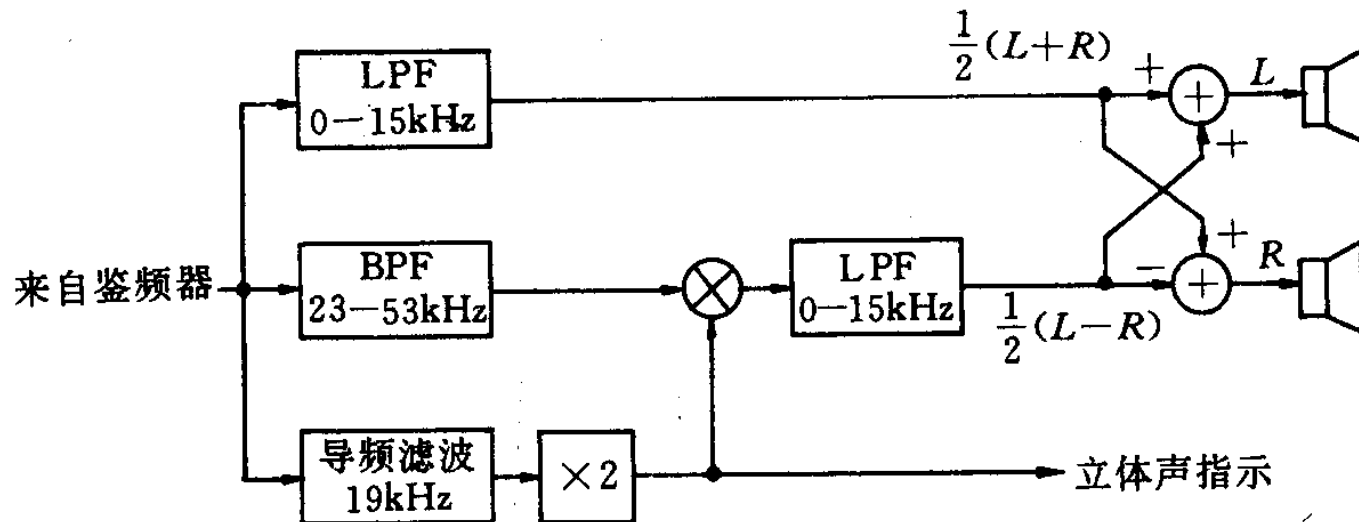 LPF
0—15kHz
1/2(L+R)
+
+
L
+
来自鉴频器
BPF
23—53kHz
LPF
0—15kHz
1/2(L-R)
+
-
+
R
导频滤波
19kHz
×2
立体声指示